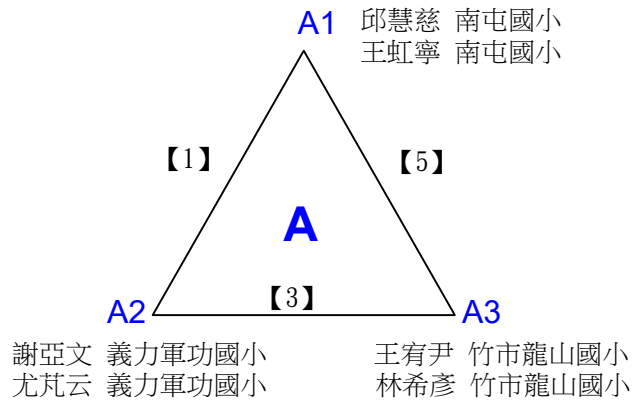 A1
邱慧慈 南屯國小
王虹寧 南屯國小
【1】
【5】
A
【3】
A2
A3
謝亞文 義力軍功國小
尤芃云 義力軍功國小
王宥尹 竹市龍山國小
林希彥 竹市龍山國小